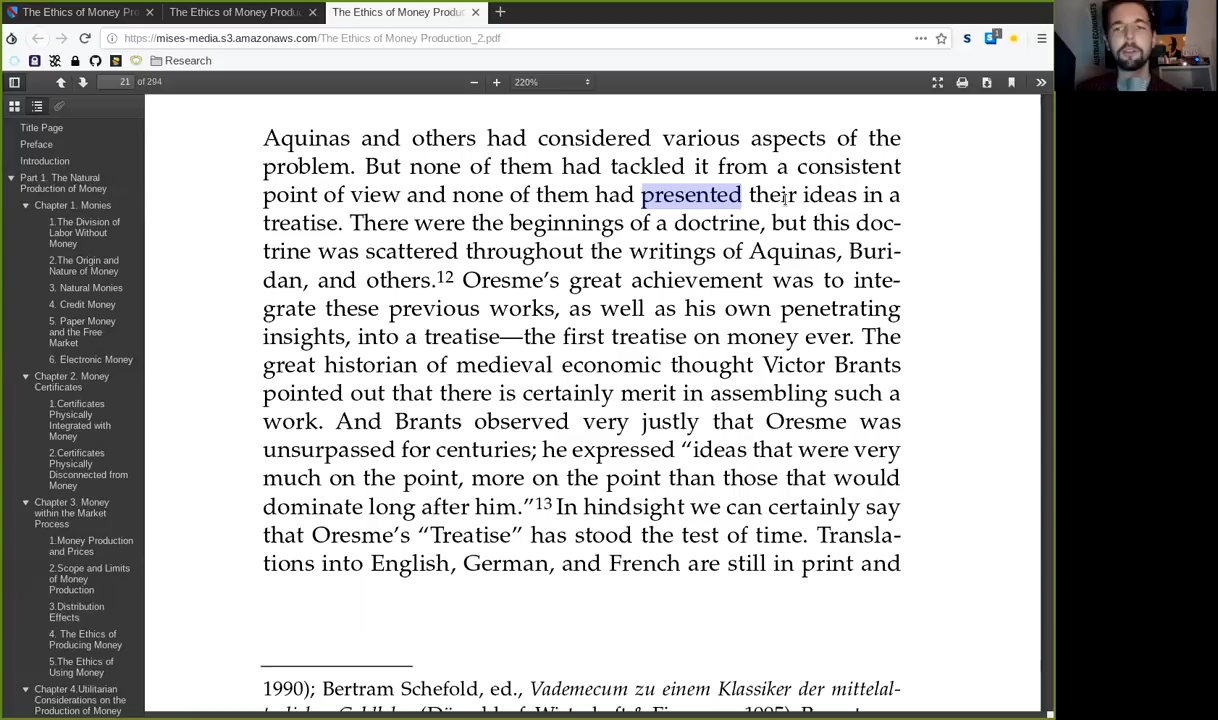 The Ethics of Money Pr
The Ethics of Money Produ
The Ethics of Money Produ
https://mises-media.s3.amazonaws.com/The Ethics of Money Production_2.pdf
Research
21 of 294
220%
Title Page
Preface
Introduction
Part 1. The Natural
Production of Money
Chapter 1. Monies
1.The Division of
Labor Without
Money
2.The Origin and
Nature of Money
3. Natural Monies
4. Credit Money
5. Paper Money
and the Free
Market
6. Electronic Money
Chapter 2. Money
Certificates
1.Certificates
Physically
Integrated with
Money
2.Certificates
Physically
Disconnected from
Money
Chapter 3. Money
within the Market
Process
1.Money Production
and Prices
2.Scope and Limits
of Money
Production
3.Distribution
Effects
4. The Ethics of
Producing Money
5.The Ethics of
Using Money
Chapter 4.Utilitarian
Considerations on the
Production of Money
Aquinas and others had considered various aspects of the
problem. But none of them had tackled it from a consistent
point of view and none of them had presented their ideas in a
treatise. There were the beginnings of a doctrine, but this doc-
trine was scattered throughout the writings of Aquinas, Buri-
dan, and others.12 Oresme’s great achievement was to inte-
grate these previous works, as well as his own penetrating
insights, into a treatise—the first treatise on money ever. The
great historian of medieval economic thought Victor Brants
pointed out that there is certainly merit in assembling such a
work. And Brants observed very justly that Oresme was
unsurpassed for centuries; he expressed “ideas that were very
much on the point, more on the point than those that would
dominate long after him.”13 In hindsight we can certainly say
that Oresme’s “Treatise” has stood the test of time. Transla-
tions into English, German, and French are still in print and
1990); Bertram Schefold, ed., Vademecum zu einem Klassiker der mittelal-